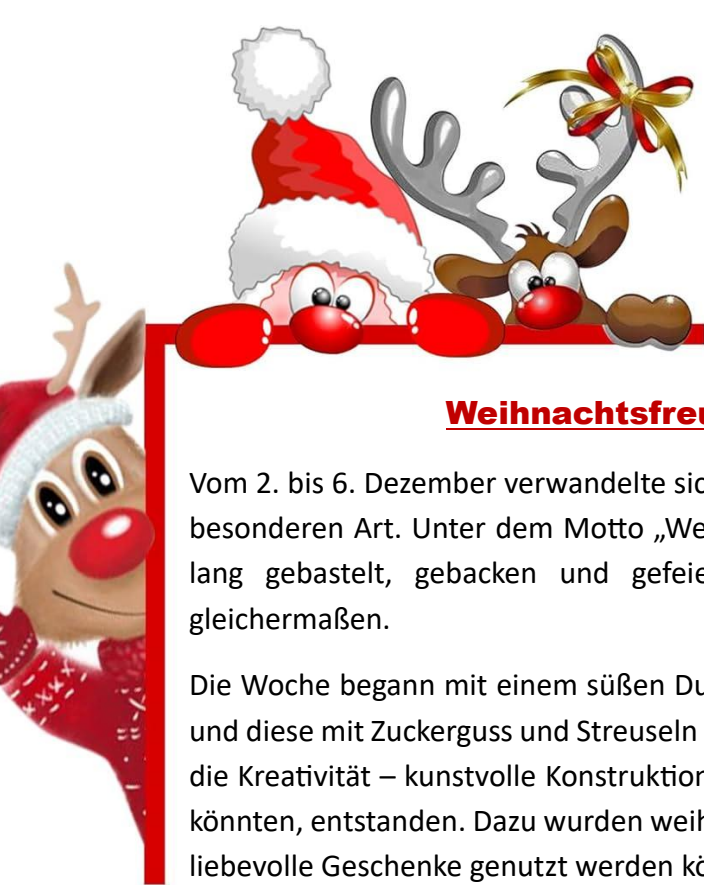 Weihnachtsfreu
Vom 2. bis 6. Dezember verwandelte sic
besonderen Art. Unter dem Motto „We
lang gebastelt, gebacken und gefeie
gleichermaßen.
Die Woche begann mit einem süßen Du
und diese mit Zuckerguss und Streuseln
die Kreativität – kunstvolle Konstruktion
könnten, entstanden. Dazu wurden weih
liebevolle Geschenke genutzt werden kö